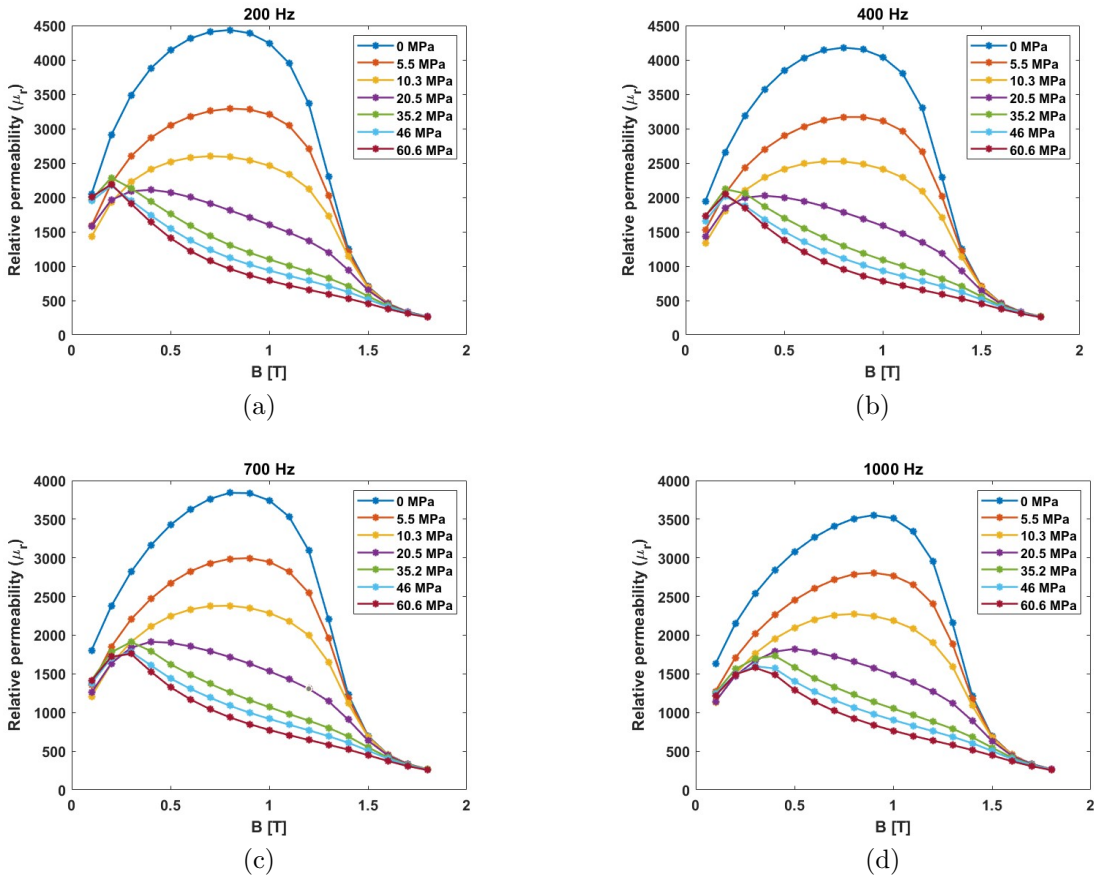 200 Hz
4500
4000
3500
3000
2500
2000
1500
1000
500
0
Relative permeability (μr)
0 MPa
5.5 MPa
10.3 MPa
20.5 MPa
35.2 MPa
46 MPa
60.6 MPa
0 0.5 1 1.5 2
B [T]
(a)
400 Hz
4500
4000
3500
3000
2500
2000
1500
1000
500
0
Relative permeability (μr)
0 MPa
5.5 MPa
10.3 MPa
20.5 MPa
35.2 MPa
46 MPa
60.6 MPa
0 0.5 1 1.5 2
B [T]
(b)
700 Hz
4000
3500
3000
2500
2000
1500
1000
500
0
Relative permeability (μr)
0 MPa
5.5 MPa
10.3 MPa
20.5 MPa
35.2 MPa
46 MPa
60.6 MPa
0 0.5 1 1.5 2
B [T]
(c)
1000 Hz
4000
3500
3000
2500
2000
1500
1000
500
0
Relative permeability (μr)
0 MPa
5.5 MPa
10.3 MPa
20.5 MPa
35.2 MPa
46 MPa
60.6 MPa
0 0.5 1 1.5 2
B [T]
(d)